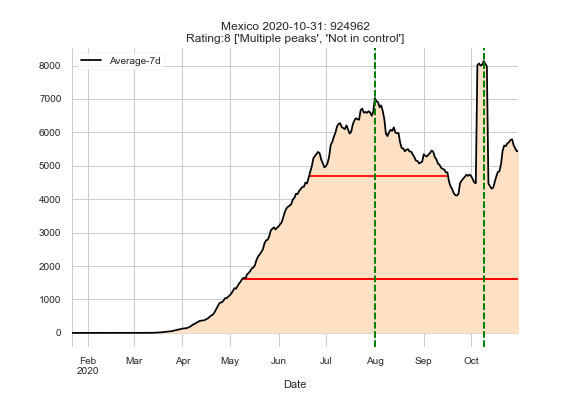 Mexico 2020-10-31: 924962
Rating:8 ['Multiple peaks', 'Not in control']
Average-7d
8000
7000
6000
5000
4000
3000
2000
1000
0
Feb Mar Apr May Jun Jul Aug Sep Oct
2020
Date